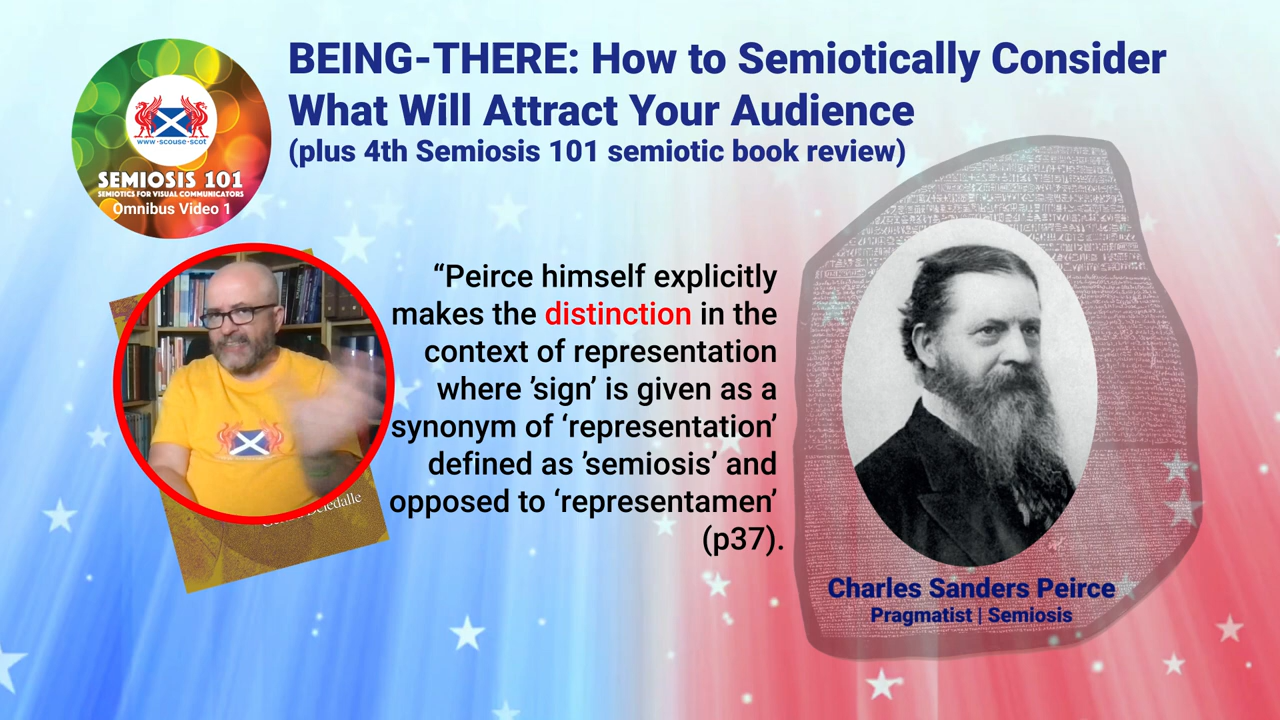 BEING-THERE: How to Semiotically Consider
What Will Attract Your Audience
(plus 4th Semiosis 101 semiotic book review)
www·scouse·scot
SEMIOSIS 101
SEMIOTICS FOR VISUAL COMMUNICATORS
Omnibus Video 1
“Peirce himself explicitly
makes the distinction in the
context of representation
where ’sign’ is given as a
synonym of ‘representation’
defined as ’semiosis’ and
opposed to ‘representamen’
(p37).
Deledalle
Charles Sanders Peirce
Pragmatist | Semiosis